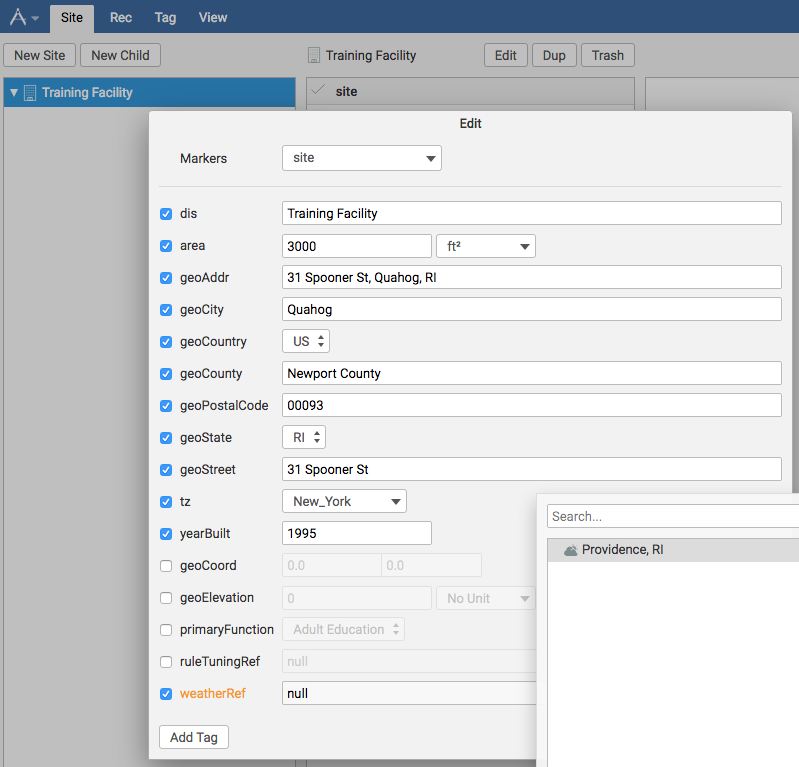 Site Rec Tag View
New Site New Child Training Facility Edit Dup Trash
Training Facility site
Edit
Markers site
dis Training Facility
area 3000 ft²
geoAddr 31 Spooner St, Quahog, RI
geoCity Quahog
geoCountry US
geoCounty Newport County
geoPostalCode 00093
geoState RI
geoStreet 31 Spooner St
tz New_York
yearBuilt 1995
geoCoord 0.0 0.0
geoElevation 0 No Unit
primaryFunction Adult Education
ruleTuningRef null
weatherRef null
Add Tag
Search...
Providence, RI